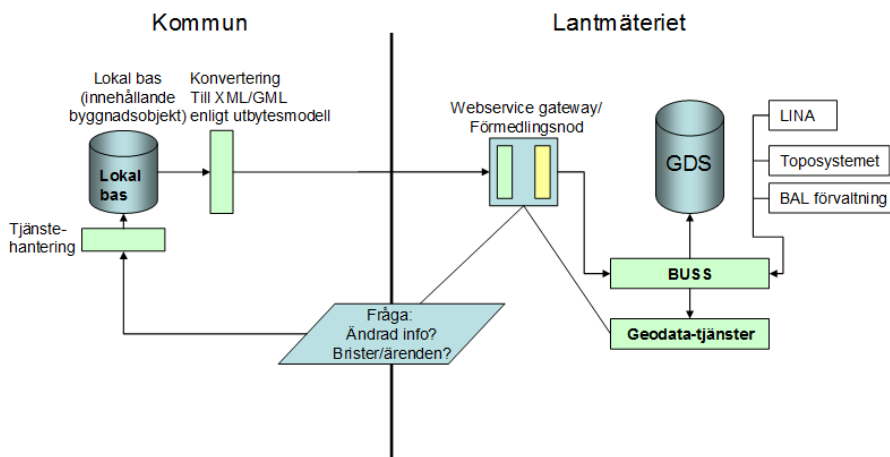 Kommun
Lantmäteriet
Lokal bas
(innehållande
byggnadsobjekt)
Konvertering
Till XML/GML
enligt utbytesmodell
Lokal
bas
Tjänste-
hantering
Webservice gateway/
Förmedlingsnod
GDS
LINA
Toposystemet
BAL förvaltning
BUSS
Geodata-tjänster
Fråga:
Ändrad info?
Brister/ärenden?